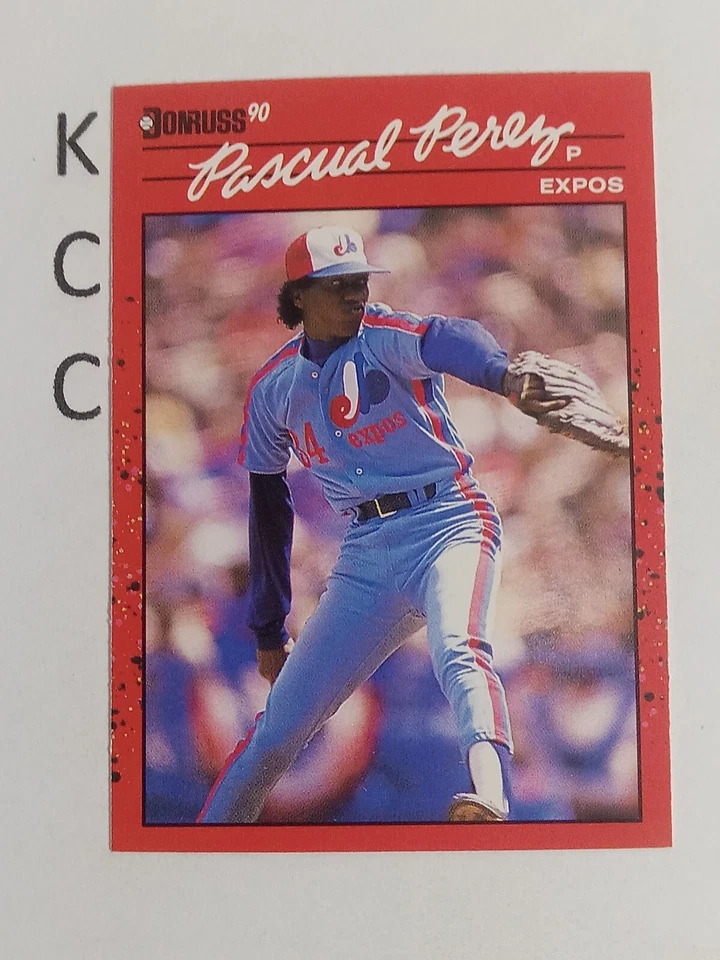 K
C
C
DONRUSS 90
Pascual Perez
P
EXPOS
34
expos